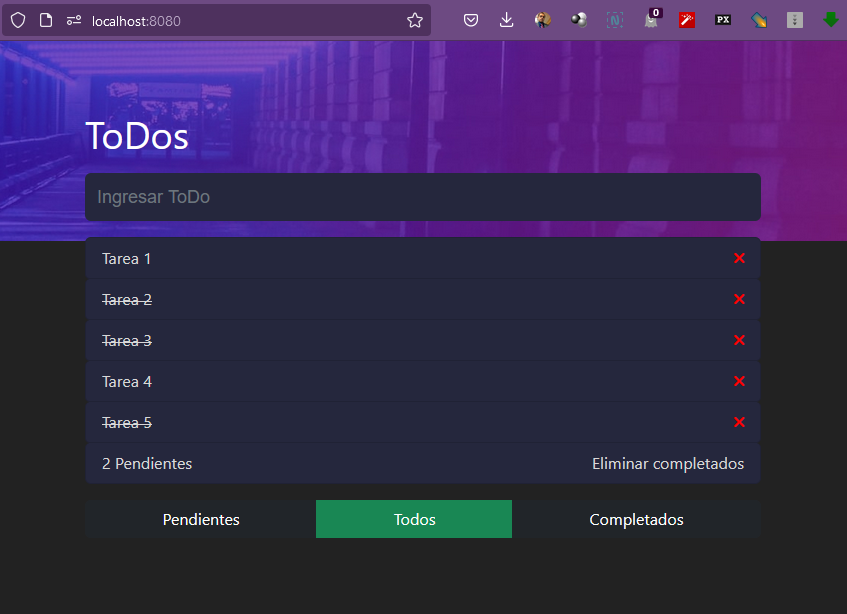 localhost:8080
0
N
PX
ToDos
Ingresar ToDo
Tarea 1
Tarea 2
Tarea 3
Tarea 4
Tarea 5
2 Pendientes Eliminar completados
Pendientes Todos Completados